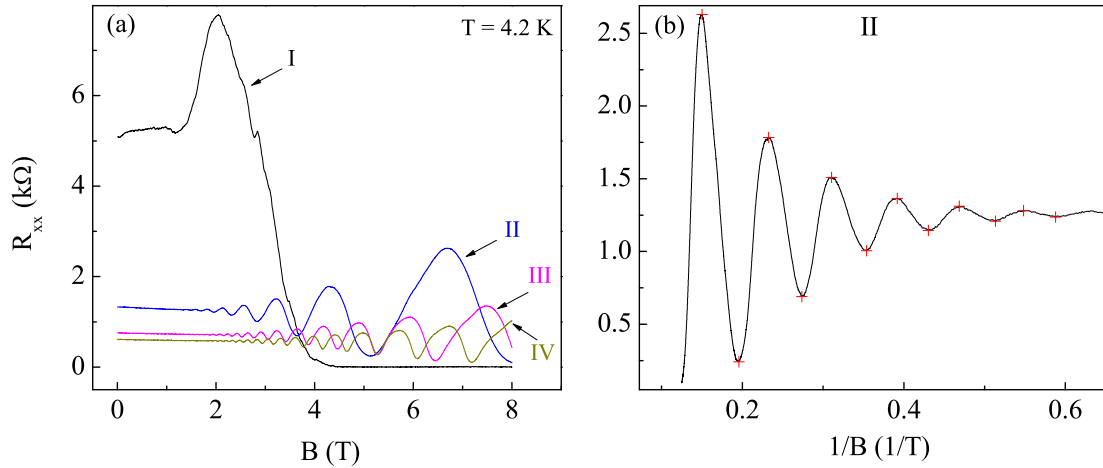 (a)
T = 4.2 K
I
II
III
IV
R_xx (kΩ)
0
2
4
6
0
2
4
6
8
B (T)
(b)
II
2.5
2.0
1.5
1.0
0.5
0.2
0.4
0.6
1/B (1/T)